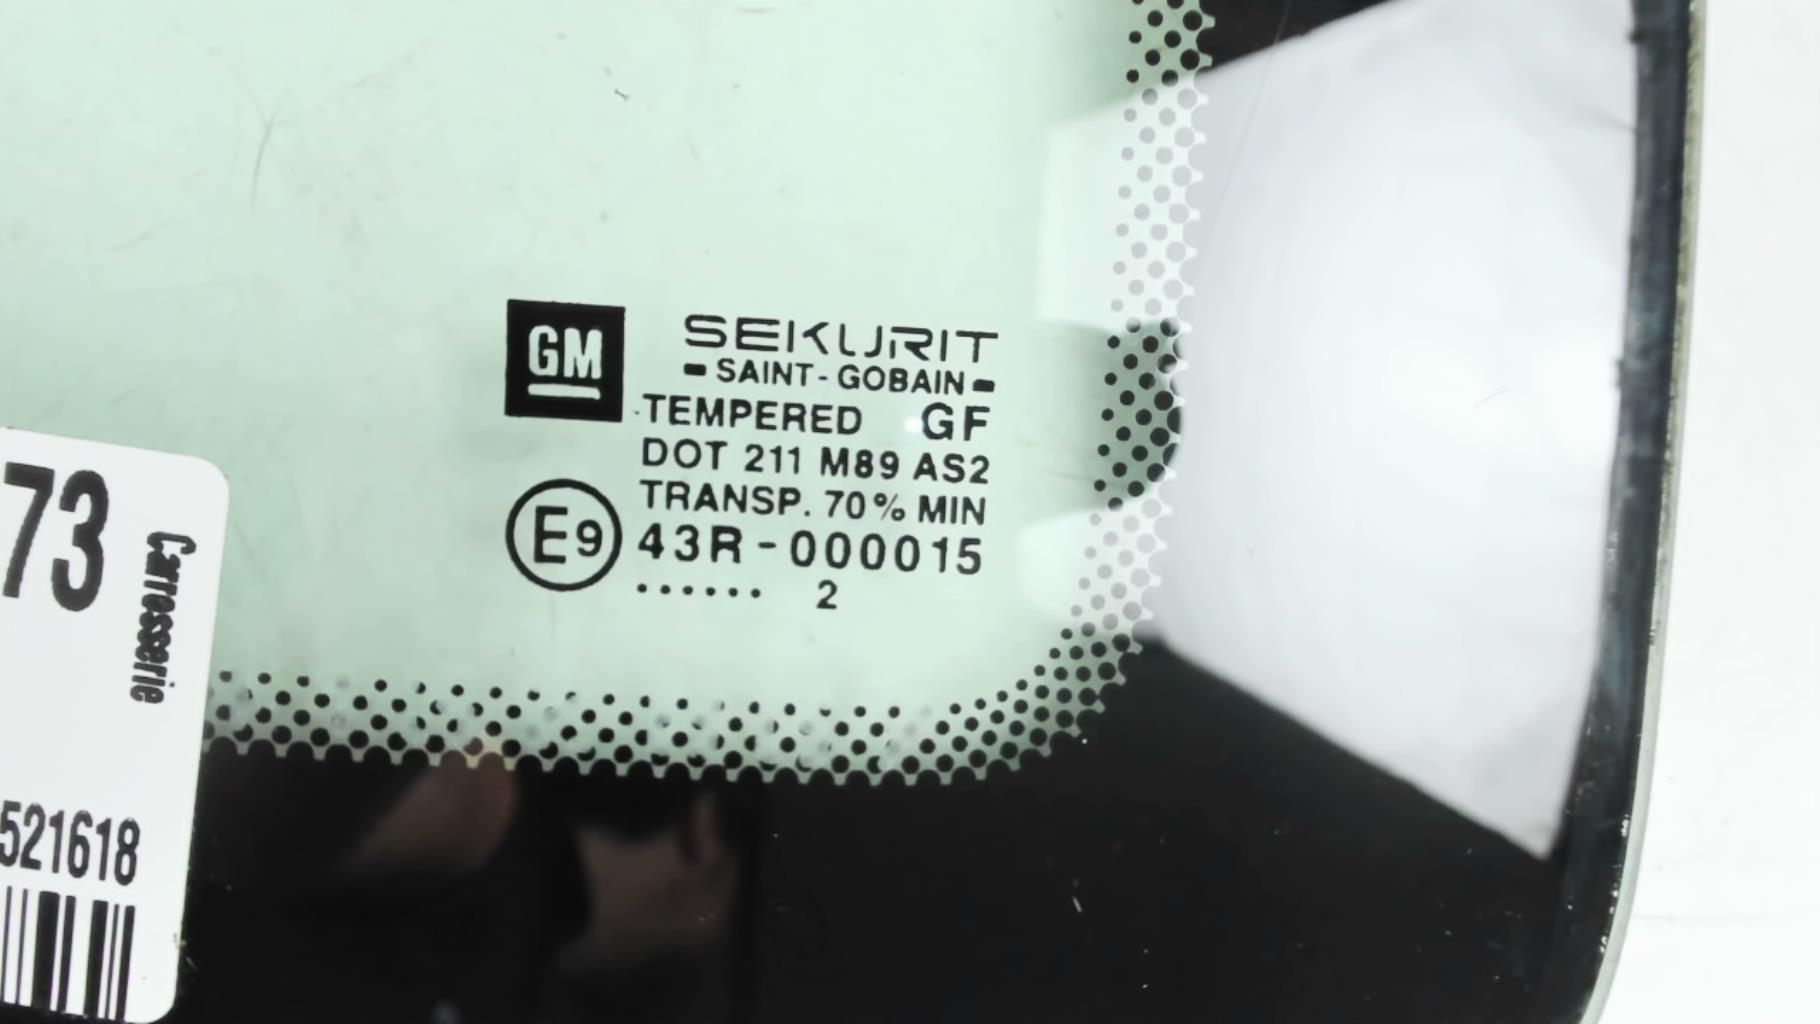 GM
SEKURIT
- SAINT-GOBAIN -
TEMPERED GF
DOT 211 M89 AS2
TRANSP. 70% MIN
E9 43R-000015
...... 2
73
Carrosserie
521618